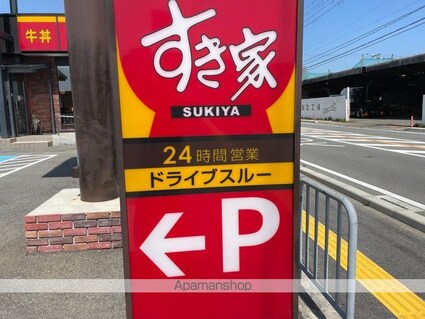 牛丼
すき家
SUKIYA
24時間営業
ドライブスルー
←P
Apamanshop